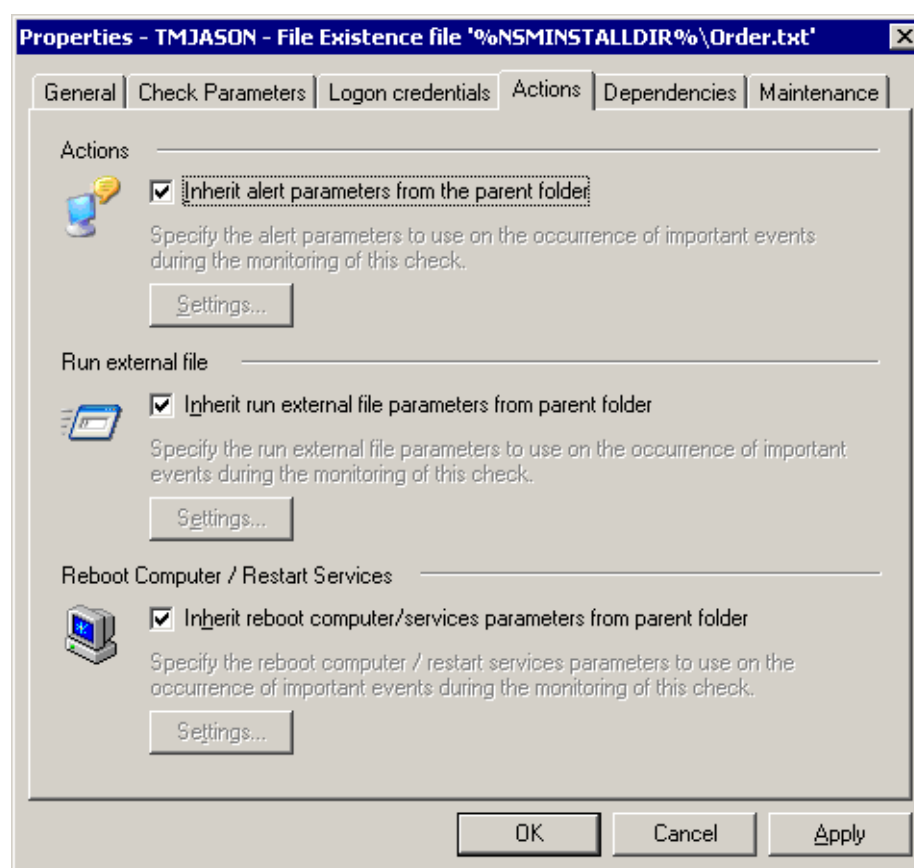 Properties - TMJASON - File Existence file '%NSMINSTALLDIR%\Order.txt'
General Check Parameters Logon credentials Actions Dependencies Maintenance
Actions
Inherit alert parameters from the parent folder
Specify the alert parameters to use on the occurrence of important events
during the monitoring of this check.
Settings...
Run external file
Inherit run external file parameters from parent folder
Specify the run external file parameters to use on the occurrence of important
events during the monitoring of this check.
Settings...
Reboot Computer / Restart Services
Inherit reboot computer/services parameters from parent folder
Specify the reboot computer / restart services parameters to use on the
occurrence of important events during the monitoring of this check.
Settings...
OK Cancel Apply